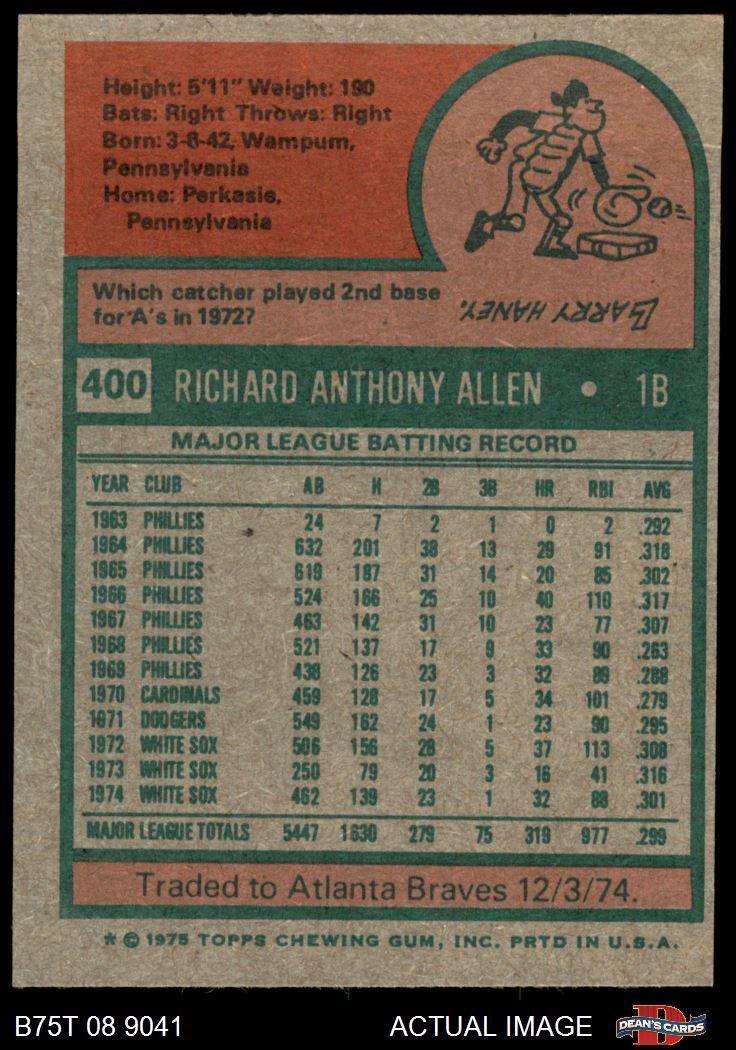 Height: 5'11" Weight: 190
Bats: Right Throws: Right
Born: 3-8-42, Wampum,
Pennsylvania
Home: Perkasie,
Pennsylvania
Which catcher played 2nd base
for A's in 1972?
BARRY HANEY.
400 RICHARD ANTHONY ALLEN • 1B
MAJOR LEAGUE BATTING RECORD
YEAR CLUB AB H 2B 3B HR RBI AVG
1963 PHILLIES 24 7 2 1 0 2 .292
1964 PHILLIES 632 201 38 13 29 91 .318
1965 PHILLIES 619 187 31 14 20 85 .302
1966 PHILLIES 524 166 25 10 40 110 .317
1967 PHILLIES 463 142 31 10 23 77 .307
1968 PHILLIES 521 137 17 9 33 90 .263
1969 PHILLIES 438 126 23 3 32 89 .288
1970 CARDINALS 459 128 17 5 34 101 .279
1971 DODGERS 549 162 24 1 23 90 .295
1972 WHITE SOX 506 156 28 5 37 113 .308
1973 WHITE SOX 250 79 20 3 16 41 .316
1974 WHITE SOX 462 139 23 1 32 88 .301
MAJOR LEAGUE TOTALS 5447 1630 279 75 319 977 .299
Traded to Atlanta Braves 12/3/74.
* © 1975 TOPPS CHEWING GUM, INC. PRTD IN U.S.A.
B75T 08 9041 ACTUAL IMAGE DEAN'S CARDS